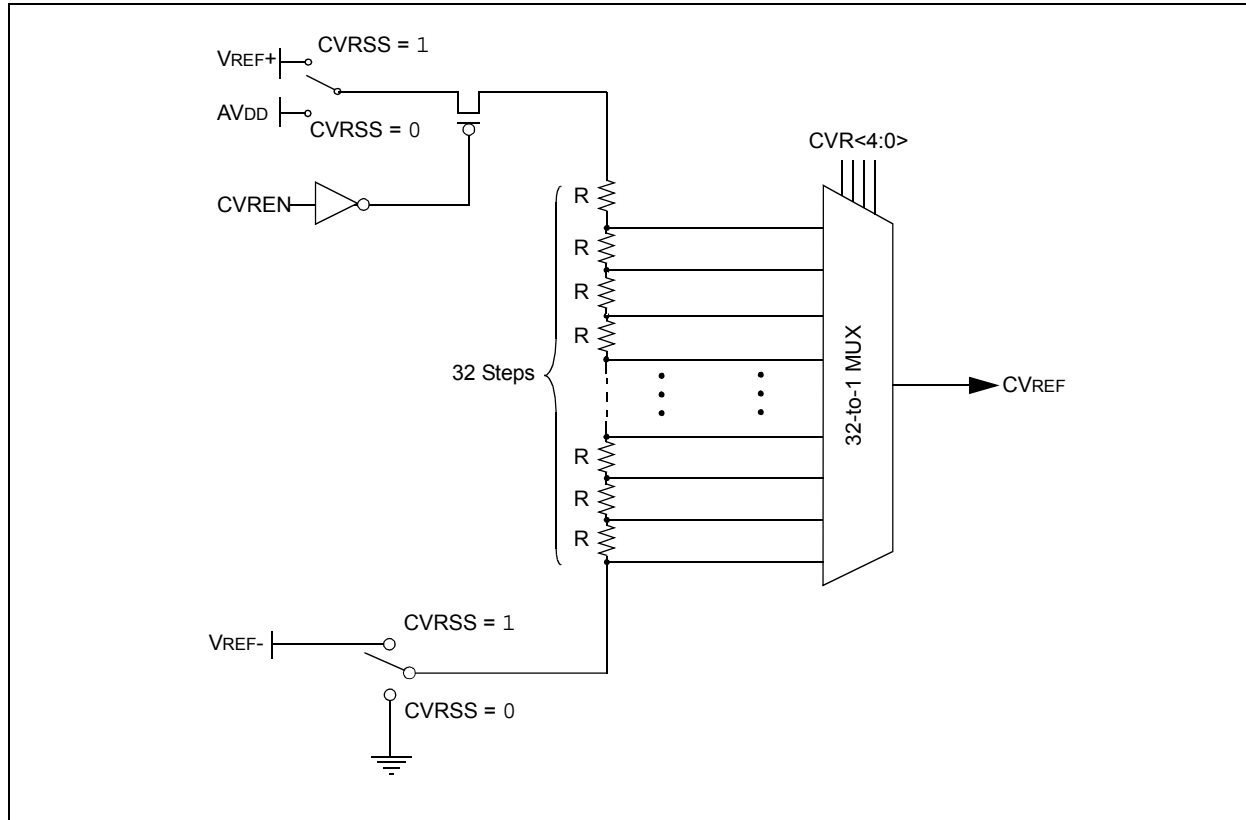 CVRSS = 1
VREF+
AVDD
CVRSS = 0
CVREN
CVR<4:0>
R
R
R
R
32 Steps
R
R
R
32-to-1 MUX
CVREF
CVRSS = 1
VREF-
CVRSS = 0